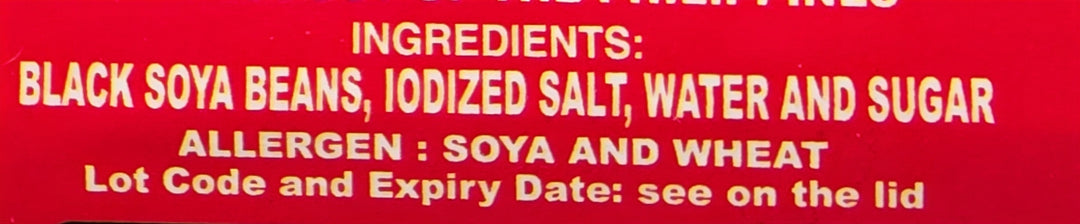 INGREDIENTS:
BLACK SOYA BEANS, IODIZED SALT, WATER AND SUGAR
ALLERGEN : SOYA AND WHEAT
Lot Code and Expiry Date: see on the lid